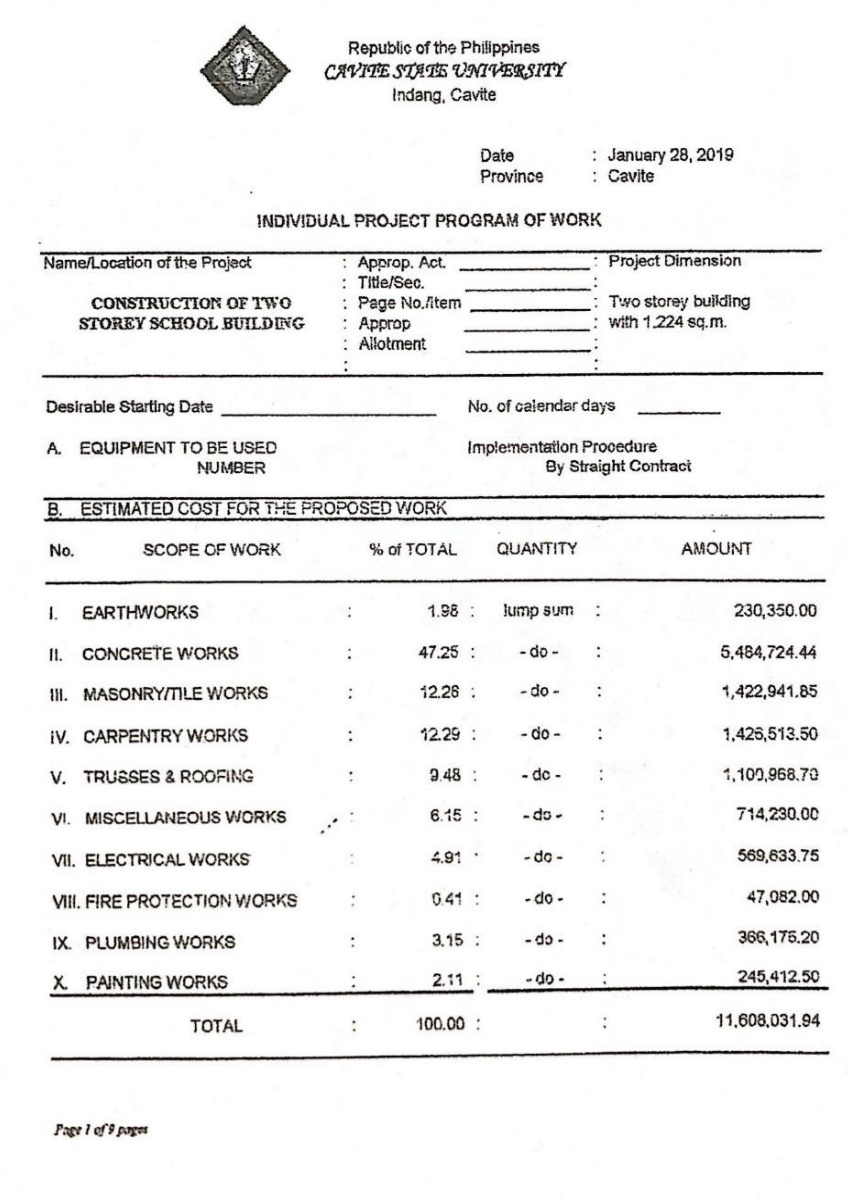 Republic of the Philippines
CAVITE STATE UNIVERSITY
Indang, Cavite
Date : January 28, 2019
Province : Cavite
INDIVIDUAL PROJECT PROGRAM OF WORK
Name/Location of the Project : Approp. Act. ____________ : Project Dimension
: Title/Sec. :
CONSTRUCTION OF TWO : Page No./Item ____________ : Two storey building
STOREY SCHOOL BUILDING : Approp ____________ : with 1,224 sq.m.
: Allotment ____________ :
: :
Desirable Starting Date ____________ No. of calendar days ________
A. EQUIPMENT TO BE USED Implementation Procedure
NUMBER By Straight Contract
B. ESTIMATED COST FOR THE PROPOSED WORK
No. SCOPE OF WORK % of TOTAL QUANTITY AMOUNT
I. EARTHWORKS : 1.98 : lump sum : 230,350.00
II. CONCRETE WORKS : 47.25 : - do - : 5,484,724.44
III. MASONRY/TILE WORKS : 12.26 : - do - : 1,422,941.85
IV. CARPENTRY WORKS : 12.29 : - do - : 1,426,513.50
V. TRUSSES & ROOFING : 9.48 : - do - : 1,100,968.70
VI. MISCELLANEOUS WORKS : 6.15 : - do - : 714,230.00
VII. ELECTRICAL WORKS : 4.91 : - do - : 569,633.75
VIII. FIRE PROTECTION WORKS : 0.41 : - do - : 47,082.00
IX. PLUMBING WORKS : 3.15 : - do - : 366,175.20
X. PAINTING WORKS : 2.11 : - do - : 245,412.50
TOTAL : 100.00 : : 11,608,031.94
Page 1 of 9 pages